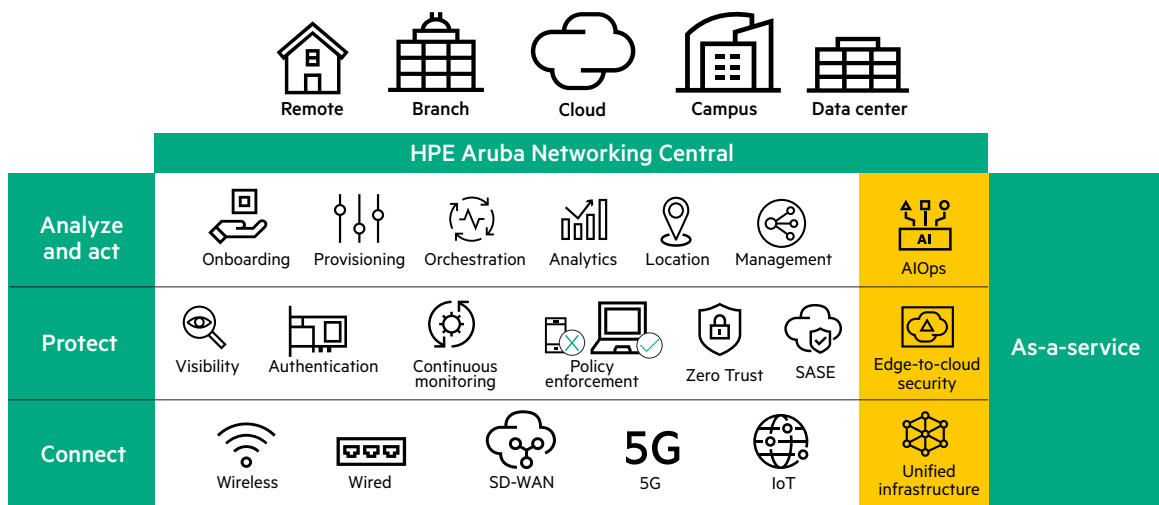 Remote
Branch
Cloud
Campus
Data center
HPE Aruba Networking Central
Analyze
and act
Onboarding
Provisioning
Orchestration
Analytics
Location
Management
AI
AIOps
Protect
Visibility
Authentication
Continuous
monitoring
Policy
enforcement
Zero Trust
SASE
Edge-to-cloud
security
As-a-service
Connect
Wireless
Wired
SD-WAN
5G
5G
IoT
Unified
infrastructure